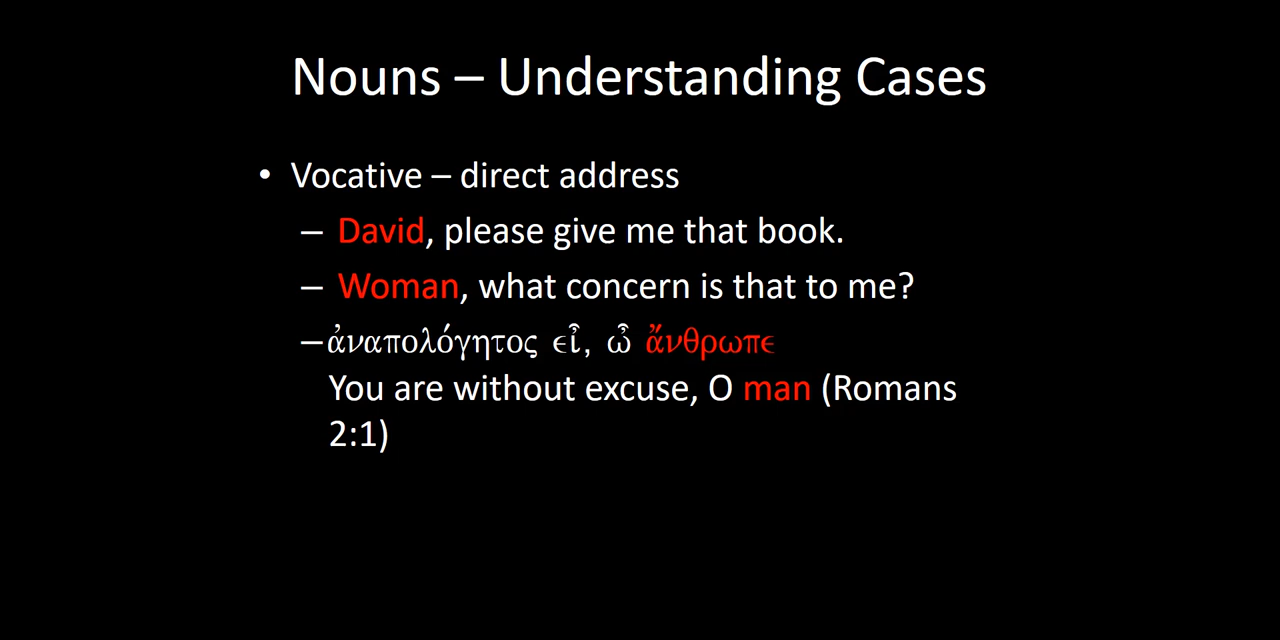 Nouns – Understanding Cases
• Vocative – direct address
– David, please give me that book.
– Woman, what concern is that to me?
–ἀναπολόγητος εἶ, ὦ ἄνθρωπε
You are without excuse, O man (Romans
2:1)